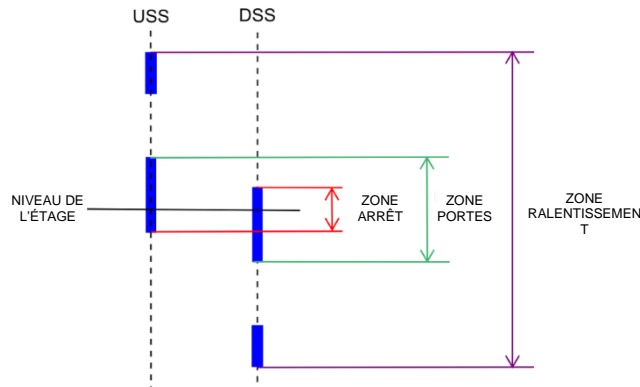 USS
DSS
NIVEAU DE
L'ÉTAGE
ZONE
ARRÊT
ZONE
PORTES
ZONE
RALENTISSEMEN
T